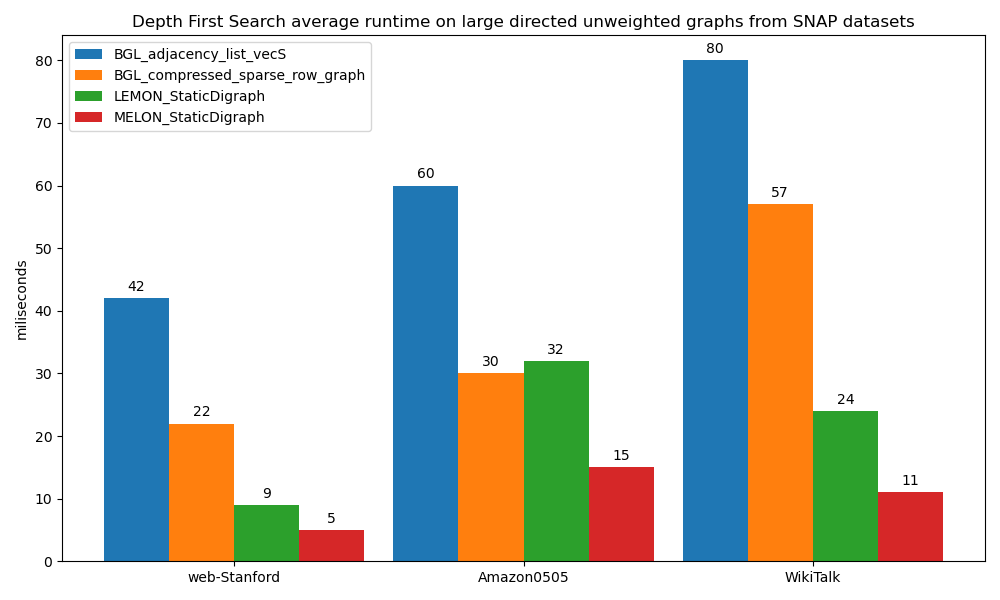 Depth First Search average runtime on large directed unweighted graphs from SNAP datasets
BGL_adjacency_list_vecS
BGL_compressed_sparse_row_graph
LEMON_StaticDigraph
MELON_StaticDigraph
miliseconds
80
70
60
50
40
30
20
10
0
42
22
9
5
60
30
32
15
80
57
24
11
web-Stanford
Amazon0505
WikiTalk